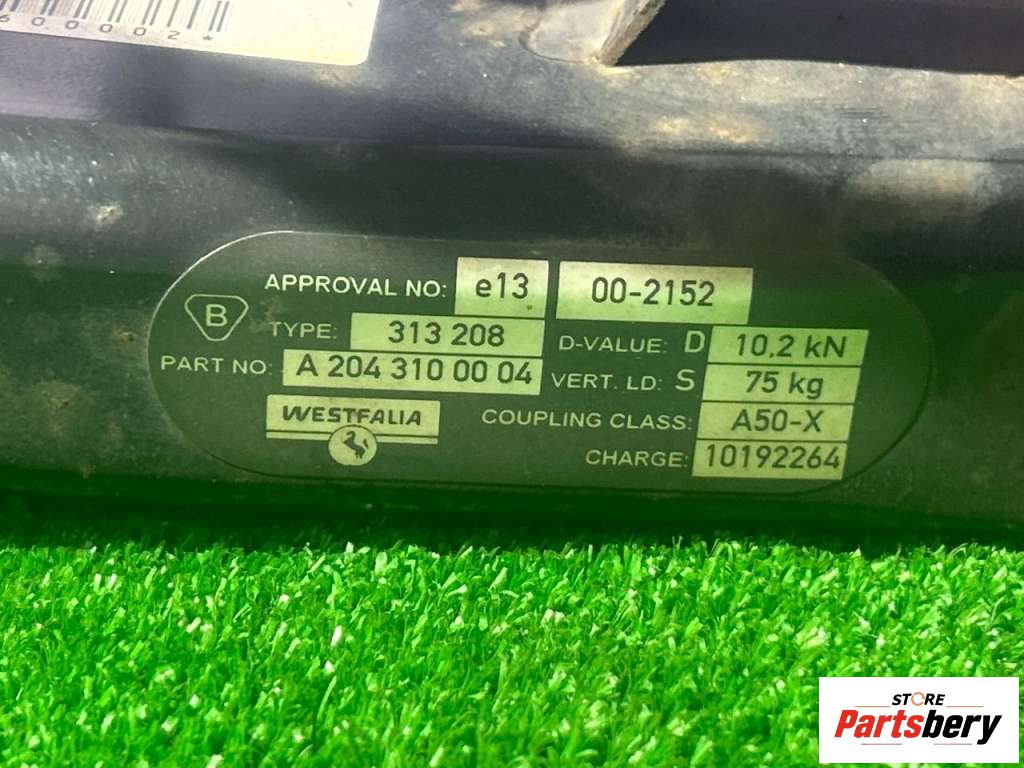 60002*
APPROVAL NO: e13 00-2152
B
TYPE: 313 208 D-VALUE: D 10,2 kN
PART NO: A 204 310 00 04 VERT. LD: S 75 kg
WESTFALIA COUPLING CLASS: A50-X
CHARGE: 10192264
STORE
Partsbery